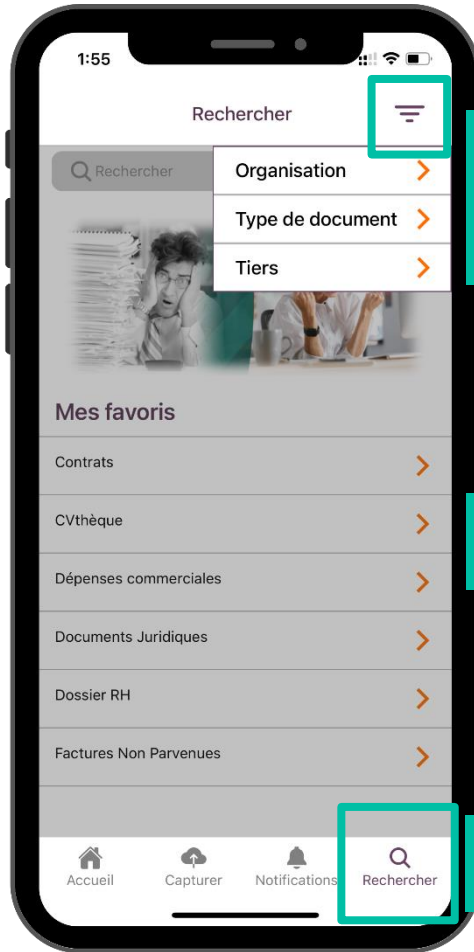 1:55
Rechercher
Rechercher
Organisation
Type de document
Tiers
Mes favoris
Contrats
CVthèque
Dépenses commerciales
Documents Juridiques
Dossier RH
Factures Non Parvenues
Accueil
Capturer
Notifications
Rechercher